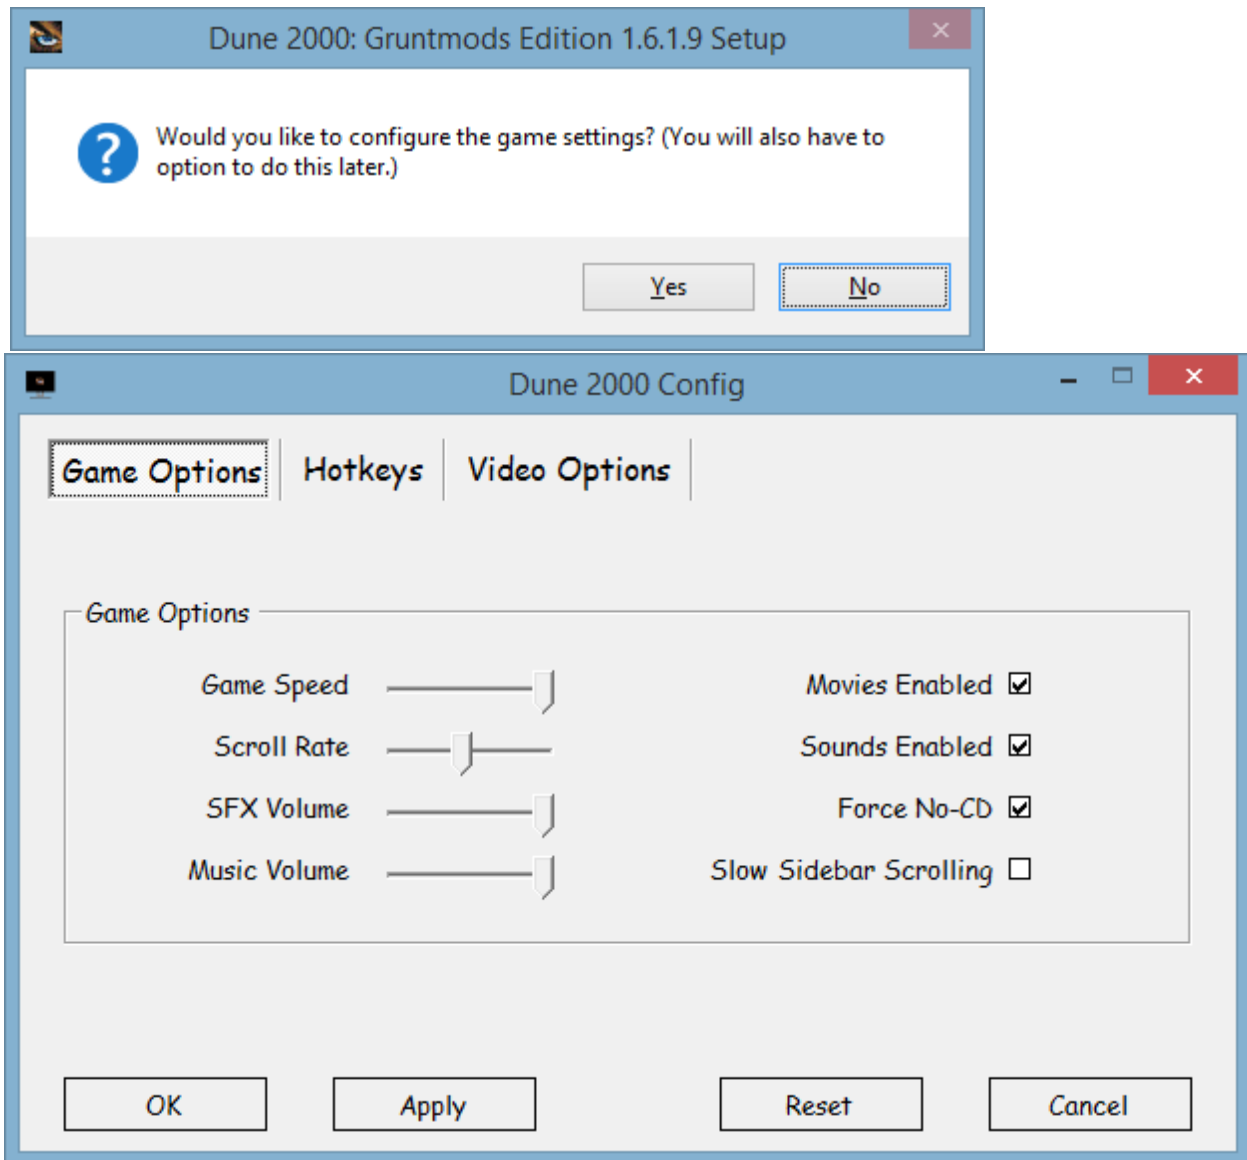 Dune 2000: Gruntmods Edition 1.6.1.9 Setup
Would you like to configure the game settings? (You will also have to
option to do this later.)
Yes
No
Dune 2000 Config
Game Options
Hotkeys
Video Options
Game Options
Game Speed
Movies Enabled
Scroll Rate
Sounds Enabled
SFX Volume
Force No-CD
Music Volume
Slow Sidebar Scrolling
OK
Apply
Reset
Cancel